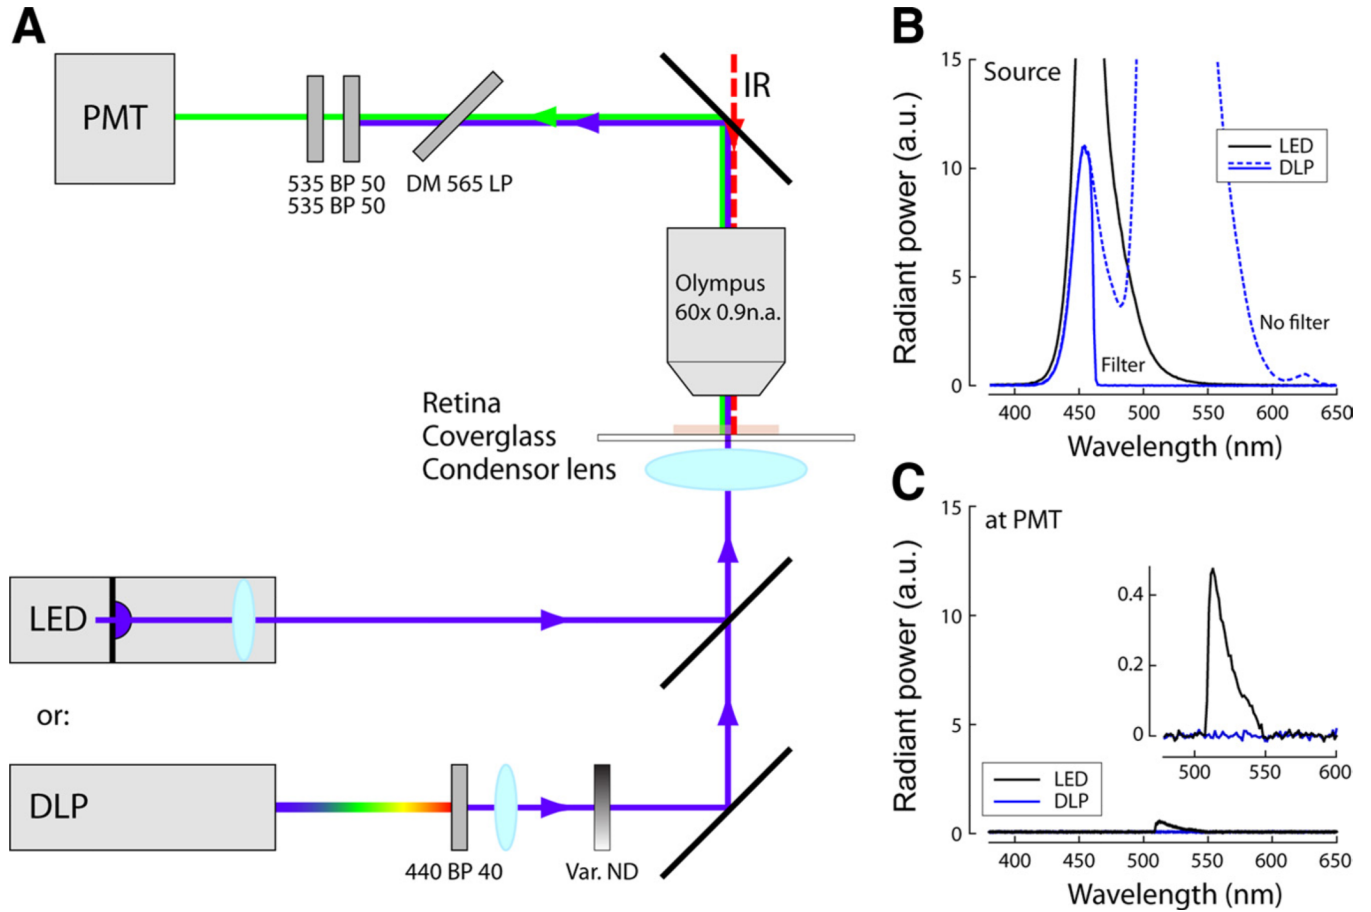 A
PMT
535 BP 50
535 BP 50
DM 565 LP
IR
Olympus
60x 0.9n.a.
Retina
Coverglass
Condensor lens
LED
or:
DLP
440 BP 40
Var. ND
B
Source
15
10
5
0
Radiant power (a.u.)
LED
DLP
No filter
Filter
400
450
500
550
600
650
Wavelength (nm)
C
at PMT
15
10
5
0
Radiant power (a.u.)
0.4
0.2
0
500
550
600
LED
DLP
400
450
500
550
600
650
Wavelength (nm)